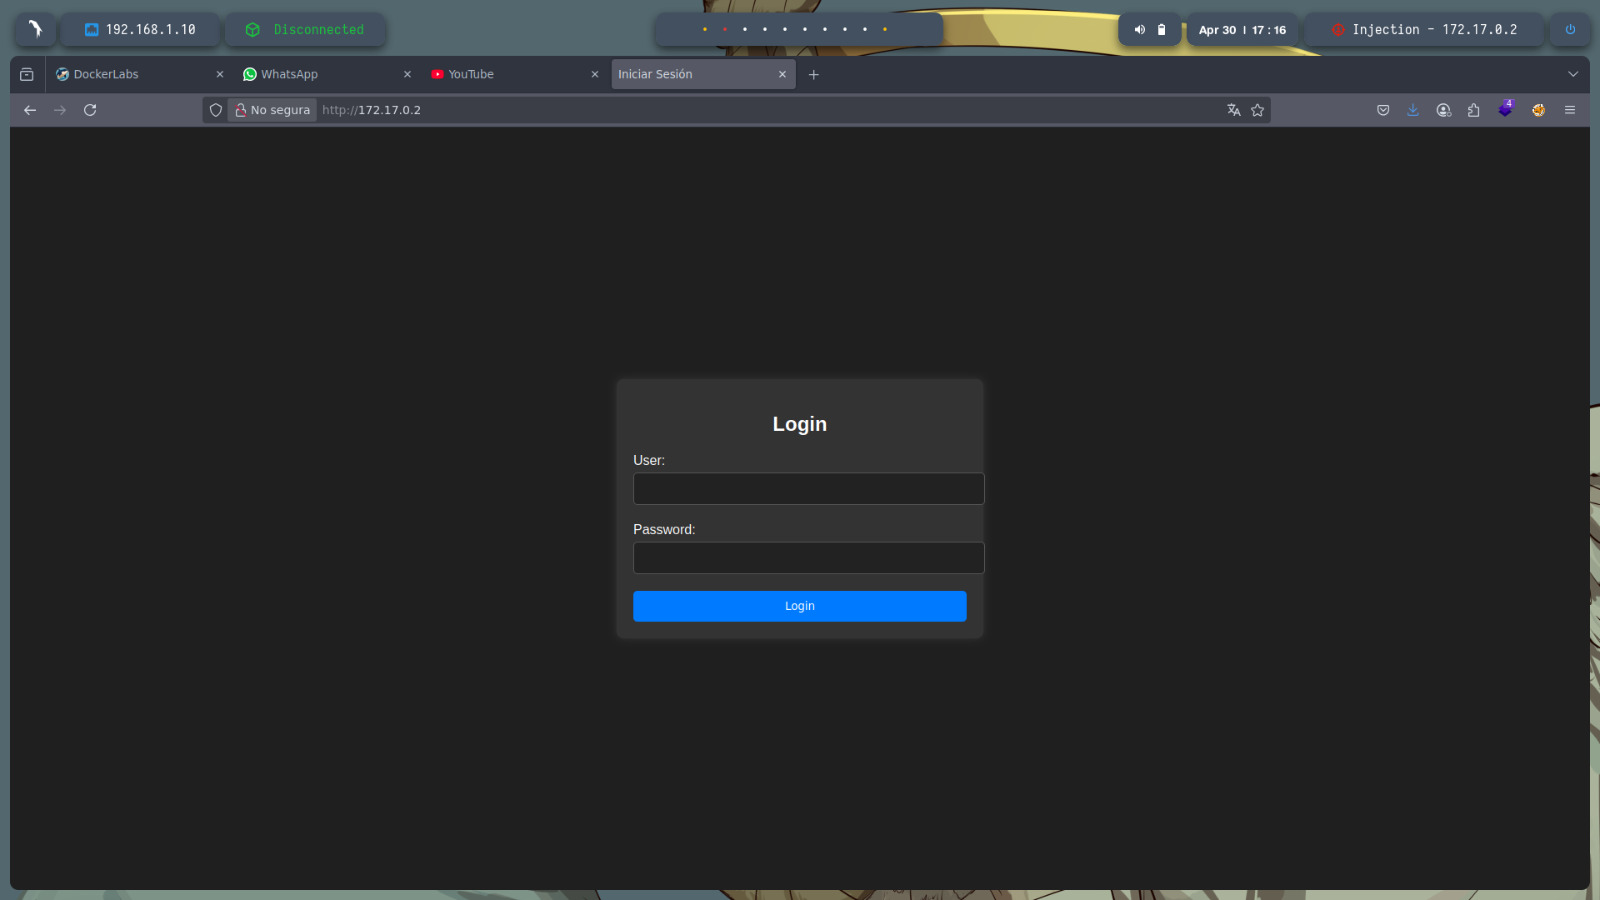 192.168.1.10
Disconnected
Apr 30 | 17:16
Injection - 172.17.0.2
DockerLabs
WhatsApp
YouTube
Iniciar Sesión
No segura
http://172.17.0.2
4
Login
User:
Password:
Login